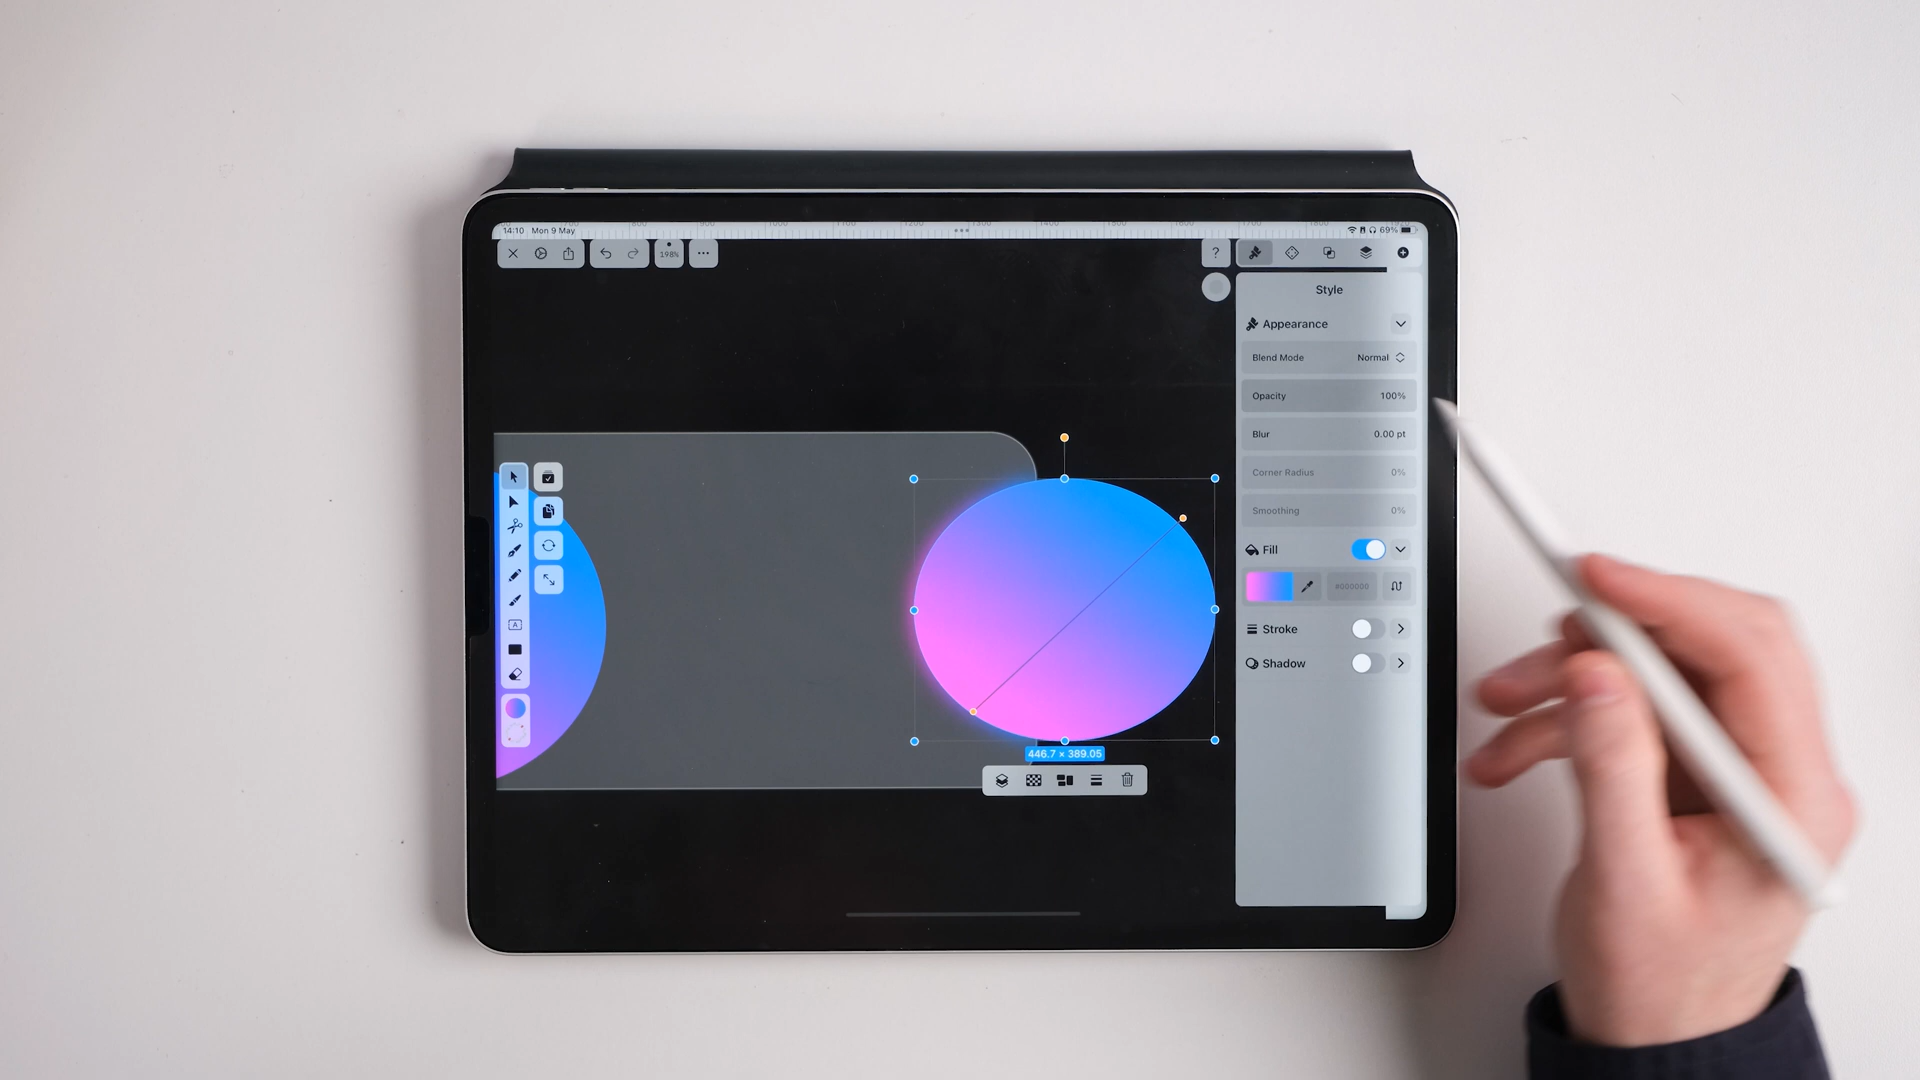 14:10 Mon 9 May
69%
198%
?
Style
Appearance
Blend Mode Normal
Opacity 100%
Blur 0.00 pt
Corner Radius 0%
Smoothing 0%
Fill
#000000
Stroke
Shadow
A
446.7 × 389.05